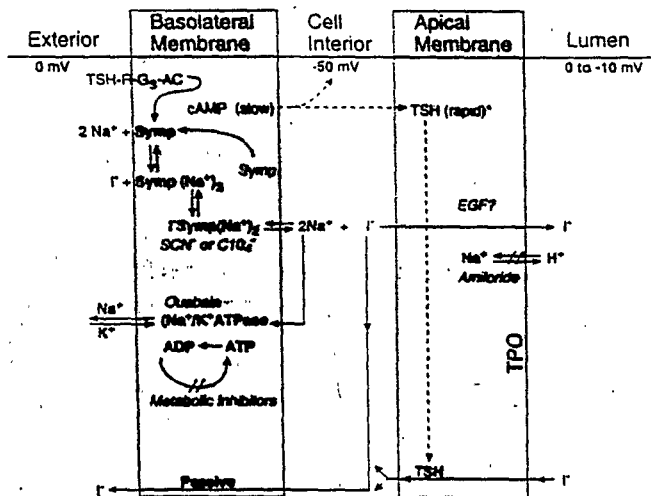 Exterior Basolateral Membrane Cell Interior Apical Membrane Lumen
0 mV -50 mV 0 to -10 mV
TSH-R-G3-AC
cAMP (slow) TSH (rapid)*
2 Na+ + Symp
Symp
I- + Symp (Na+)2
EGF?
I-Symp(Na+)2 2Na+ + I- I-
SCN- or ClO4-
Na+ H+
Amiloride
Na+ Ouabain
K+ (Na+/K+ATPase
TPO
ADP ATP
Metabolic Inhibitors
TSH
I- Passive I-